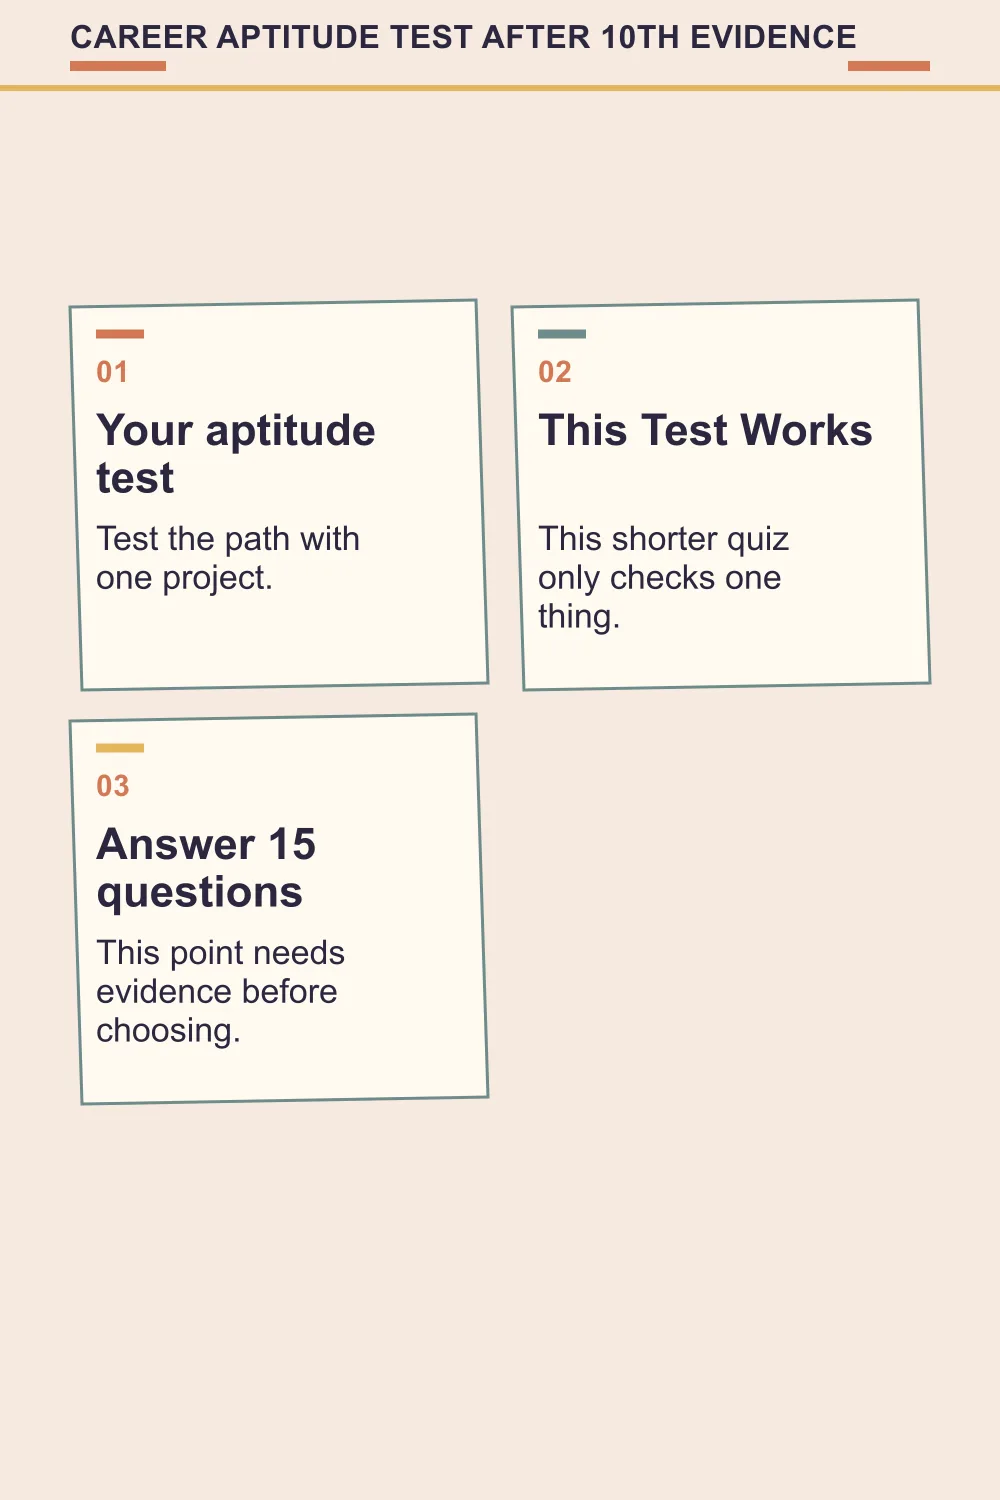 CAREER APTITUDE TEST AFTER 10TH EVIDENCE
01
Your aptitude
test
Test the path with
one project.
02
This Test Works
This shorter quiz
only checks one
thing.
03
Answer 15
questions
This point needs
evidence before
choosing.